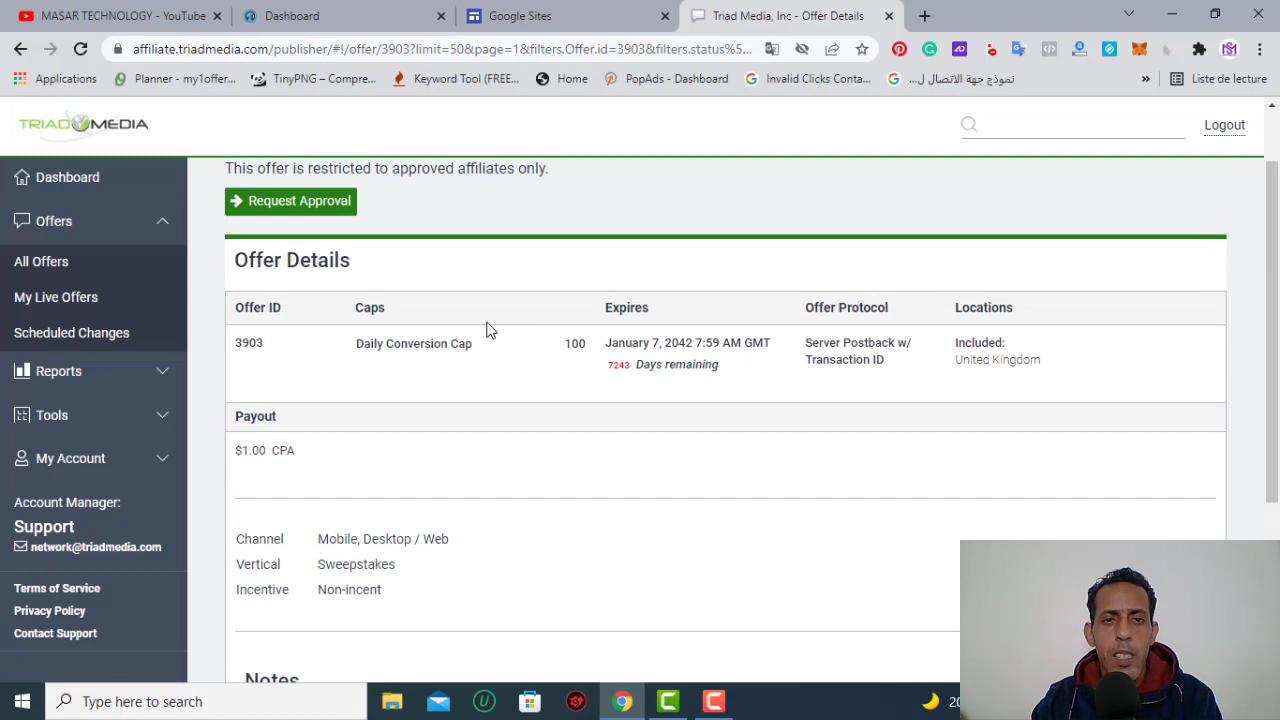 MASAR TECHNOLOGY - YouTube
Dashboard
Google Sites
Triad Media, Inc - Offer Details
affiliate.triadmedia.com/publisher/#!/offer/3903?limit=50&page=1&filters.Offer.id=3903&filters.status%5...
Applications
Planner - my1offer...
TinyPNG – Compre...
Keyword Tool (FREE...
Home
PopAds - Dashboard
Invalid Clicks Conta...
نموذج جهة الاتصال ل...
»
Liste de lecture
TRIAD MEDIA
Logout
This offer is restricted to approved affiliates only.
Request Approval
Dashboard
Offers
All Offers
My Live Offers
Scheduled Changes
Reports
Tools
My Account
Account Manager:
Support
network@triadmedia.com
Terms of Service
Privacy Policy
Contact Support
Offer Details
Offer ID Caps Expires Offer Protocol Locations
3903 Daily Conversion Cap 100 January 7, 2042 7:59 AM GMT Server Postback w/ Included:
7243 Days remaining Transaction ID United Kingdom
Payout
$1.00 CPA
Channel Mobile, Desktop / Web
Vertical Sweepstakes
Incentive Non-incent
Notes
Type here to search